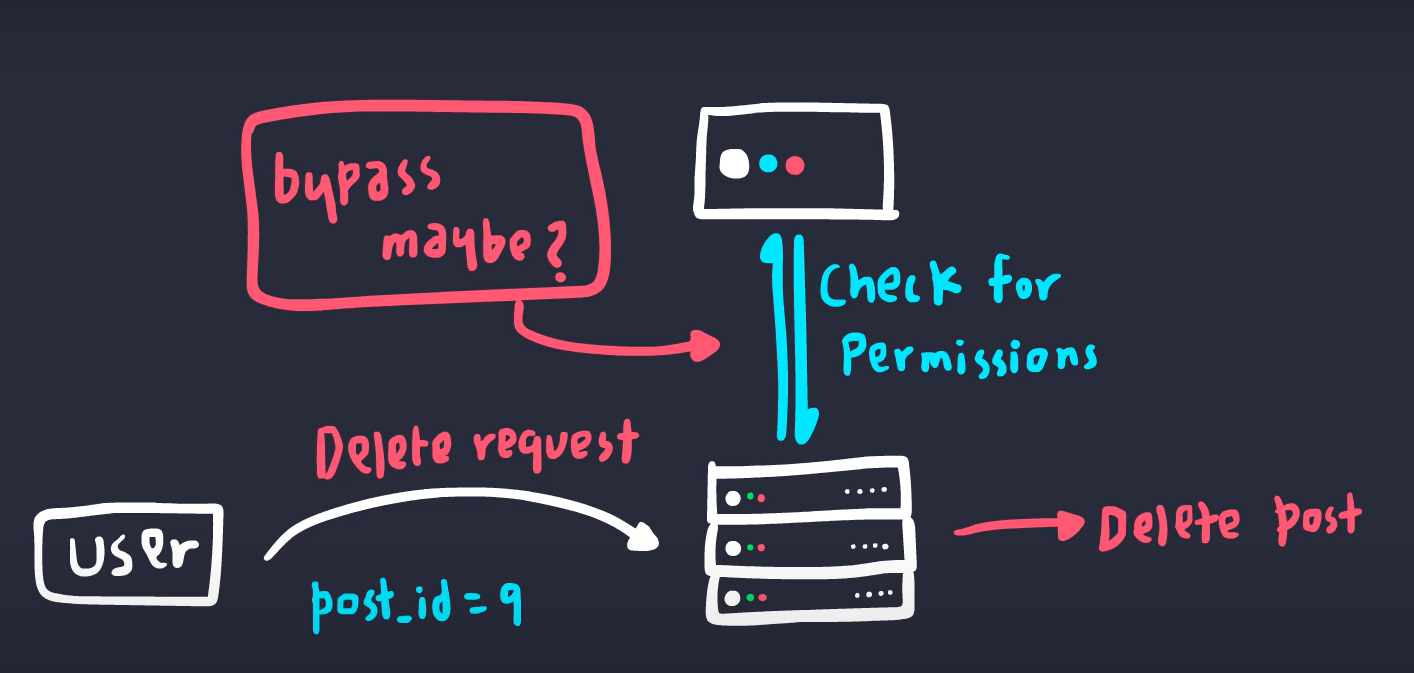 bypass
maybe?
Check for
Permissions
Delete request
user
post_id = 9
Delete post